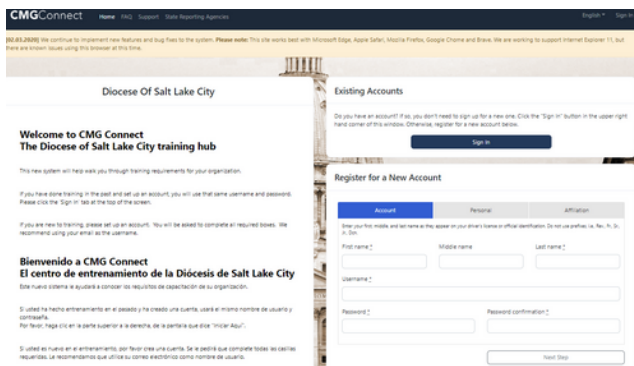 CMGConnect Home FAQ Support State Reporting Agencies English Sign In
[02.03.2020] We continue to implement new features and bug fixes to the system. Please note: This site works best with Microsoft Edge, Apple Safer, Mozilla Firefox, Google Chome and Brave. We are working to support Internet Explorer 11, but
there are known issues using this browser at this time.
Diocese Of Salt Lake City
Welcome to CMG Connect
The Diocese of Salt Lake City training hub
This new system will help walk you through training requirements for your organization.
If you have done training in the past and set up an account; you will use that same username and password.
Please click the 'Sign in' tab at the top of the screen.
If you are new to training, please set up an account. You will be asked to complete all required boxes. We
recommend using your email as the username.
Bienvenido a CMG Connect
El centro de entrenamiento de la Diócesis de Salt Lake City
Este nuevo sistema le ayudará a conocer los requisitos de capacitación de su organización.
Si usted ha hecho entrenamiento en el pasado y ha creado una cuenta, usará el mismo nombre de usuario y
contraseña.
Por favor, haga clic en la parte superior a la derecha, de la pantalla que dice "Iniciar Aquí".
Si usted es nuevo en el entrenamiento, por favor crea una cuenta. Se le pedirá que complete todas las casillas
requeridas. Le recomendamos que utilice su correo electrónico como nombre de usuario.
Existing Accounts
Do you have an account? If so, you don't need to sign up for a new one. Click the "Sign In" button in the upper right
hand corner of this window. Otherwise, register for a new account below.
Sign In
Register for a New Account
Account Personal Affiliation
Enter your first, middle, and last name as they appear on your driver's license or official identification. Do not use prefixes i.e. Rev, Fr, Sr,
Jr, Don.
First name * Middle name Last name *
Username *
Password * Password confirmation *
Next Step